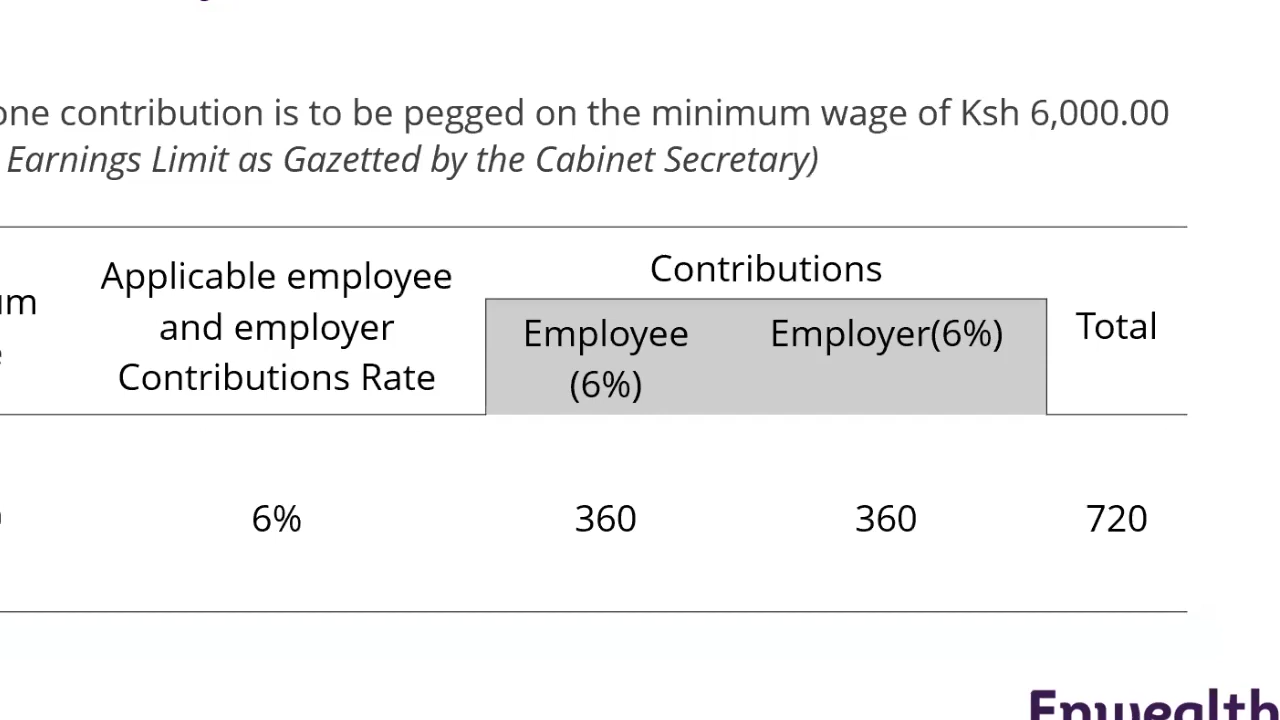 one contribution is to be pegged on the minimum wage of Ksh 6,000.00
Earnings Limit as Gazetted by the Cabinet Secretary)
Applicable employee
and employer
Contributions Rate
Contributions
Employee
(6%)
Employer(6%)
Total
6%
360
360
720
Enwealth